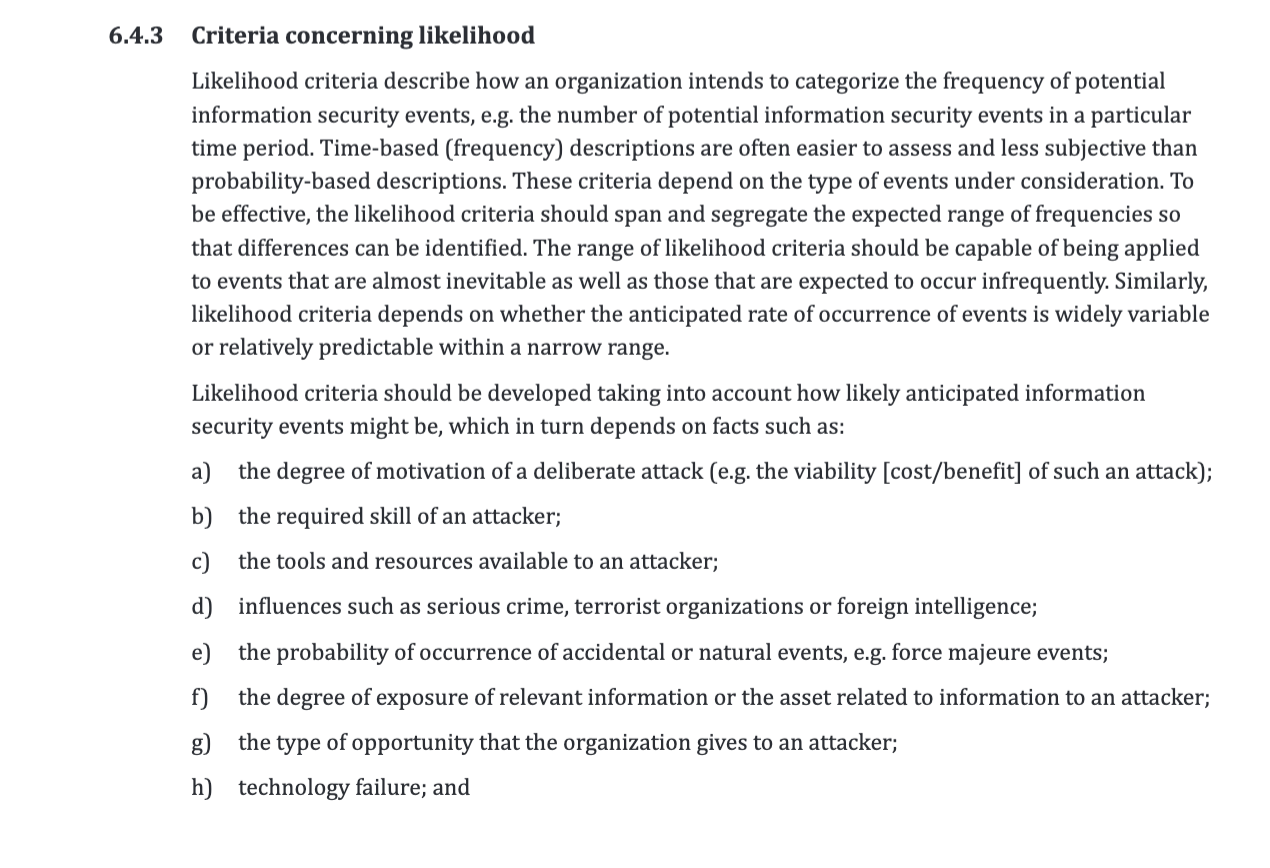 6.4.3 Criteria concerning likelihood
Likelihood criteria describe how an organization intends to categorize the frequency of potential
information security events, e.g. the number of potential information security events in a particular
time period. Time-based (frequency) descriptions are often easier to assess and less subjective than
probability-based descriptions. These criteria depend on the type of events under consideration. To
be effective, the likelihood criteria should span and segregate the expected range of frequencies so
that differences can be identified. The range of likelihood criteria should be capable of being applied
to events that are almost inevitable as well as those that are expected to occur infrequently. Similarly,
likelihood criteria depends on whether the anticipated rate of occurrence of events is widely variable
or relatively predictable within a narrow range.
Likelihood criteria should be developed taking into account how likely anticipated information
security events might be, which in turn depends on facts such as:
a) the degree of motivation of a deliberate attack (e.g. the viability [cost/benefit] of such an attack);
b) the required skill of an attacker;
c) the tools and resources available to an attacker;
d) influences such as serious crime, terrorist organizations or foreign intelligence;
e) the probability of occurrence of accidental or natural events, e.g. force majeure events;
f) the degree of exposure of relevant information or the asset related to information to an attacker;
g) the type of opportunity that the organization gives to an attacker;
h) technology failure; and